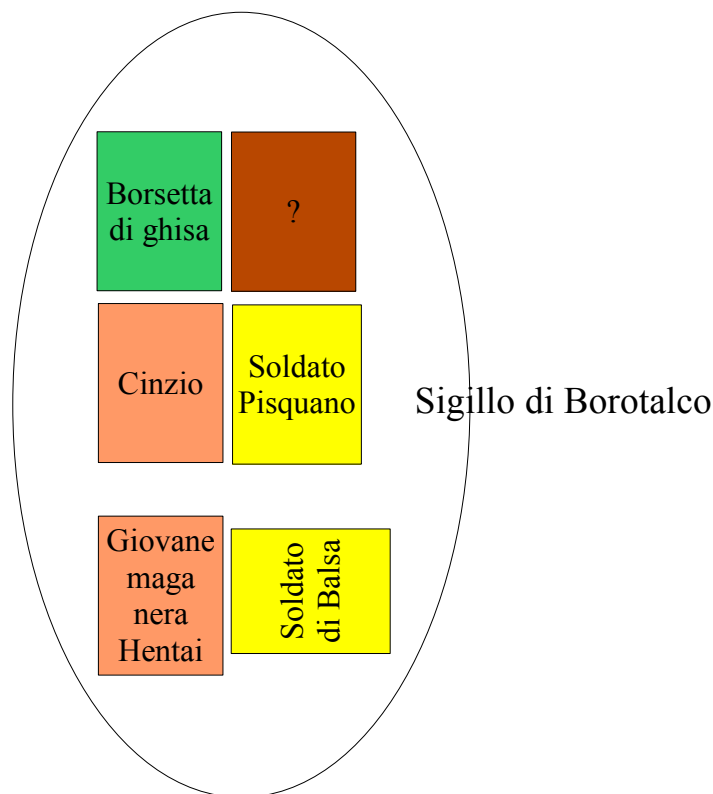 Borsetta
di ghisa
?
Cinzio
Soldato
Pisquano
Sigillo di Borotalco
Giovane
maga
nera
Hentai
Soldato
di Balsa